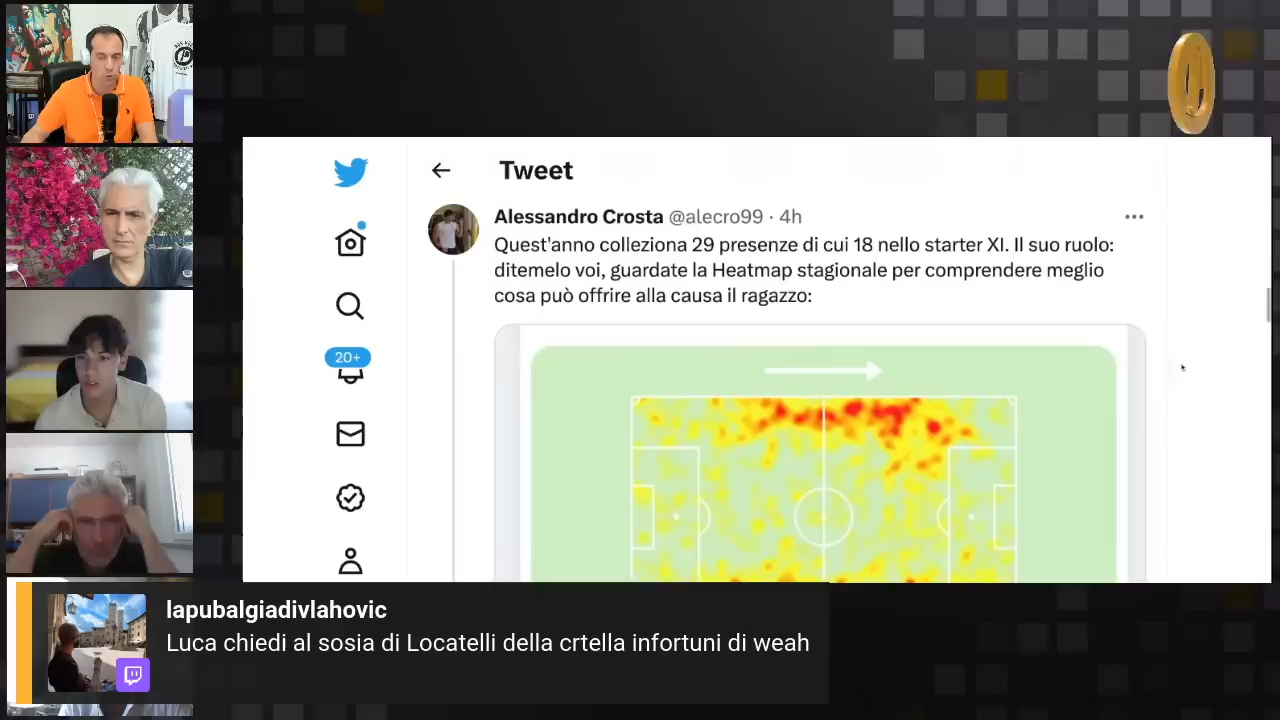 Tweet
Alessandro Crosta @alecro99 · 4h
Quest'anno colleziona 29 presenze di cui 18 nello starter XI. Il suo ruolo:
ditemelo voi, guardate la Heatmap stagionale per comprendere meglio
cosa può offrire alla causa il ragazzo:
20+
lapubalgiadivlahovic
Luca chiedi al sosia di Locatelli della crtella infortuni di weah